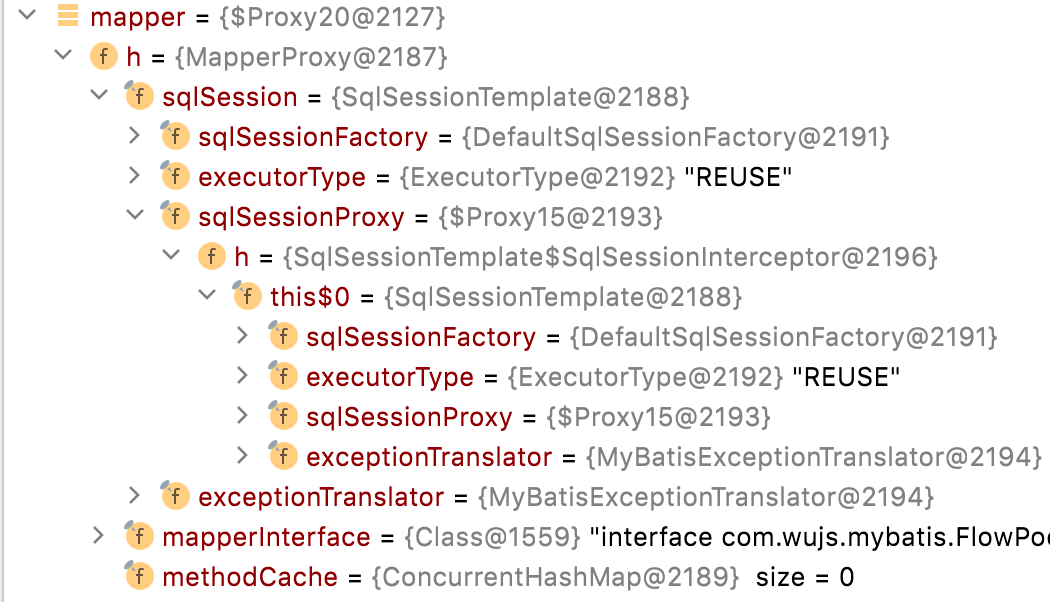 mapper = {$Proxy20@2127}
f h = {MapperProxy@2187}
f sqlSession = {SqlSessionTemplate@2188}
f sqlSessionFactory = {DefaultSqlSessionFactory@2191}
f executorType = {ExecutorType@2192} "REUSE"
f sqlSessionProxy = {$Proxy15@2193}
f h = {SqlSessionTemplate$SqlSessionInterceptor@2196}
f this$0 = {SqlSessionTemplate@2188}
f sqlSessionFactory = {DefaultSqlSessionFactory@2191}
f executorType = {ExecutorType@2192} "REUSE"
f sqlSessionProxy = {$Proxy15@2193}
f exceptionTranslator = {MyBatisExceptionTranslator@2194}
f exceptionTranslator = {MyBatisExceptionTranslator@2194}
f mapperInterface = {Class@1559} "interface com.wujs.mybatis.FlowPo
f methodCache = {ConcurrentHashMap@2189} size = 0